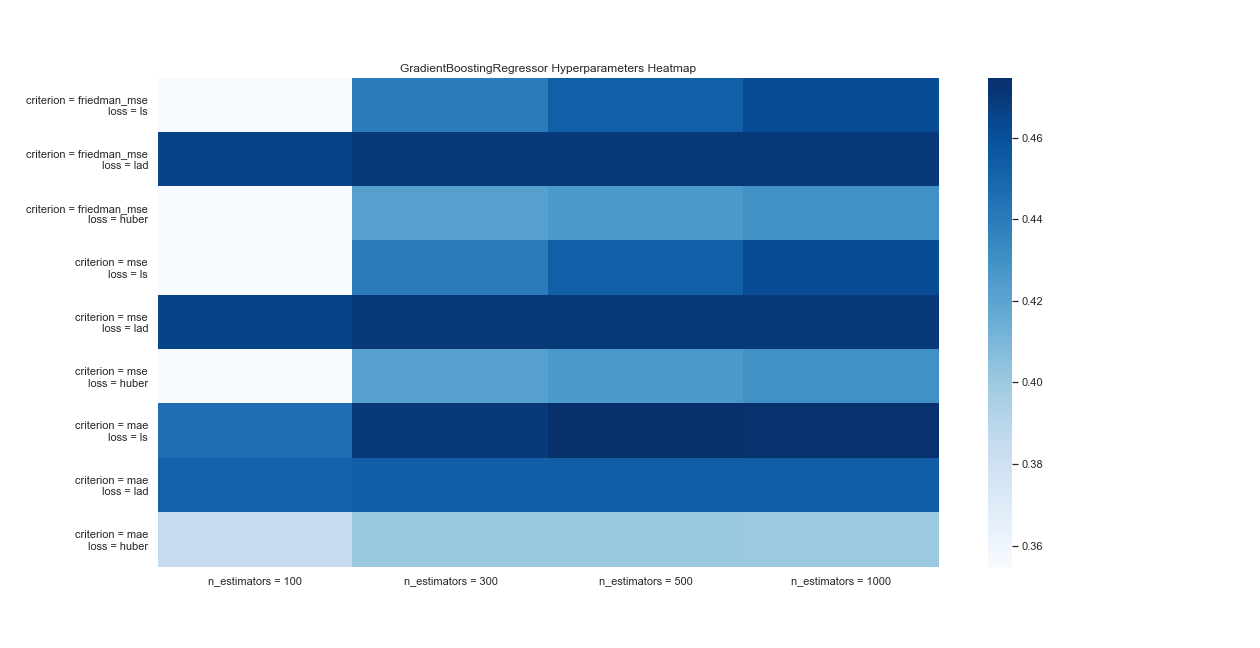 GradientBoostingRegressor Hyperparameters Heatmap
criterion = friedman_mse
loss = ls
criterion = friedman_mse
loss = lad
criterion = friedman_mse
loss = huber
criterion = mse
loss = ls
criterion = mse
loss = lad
criterion = mse
loss = huber
criterion = mae
loss = ls
criterion = mae
loss = lad
criterion = mae
loss = huber
n_estimators = 100
n_estimators = 300
n_estimators = 500
n_estimators = 1000
0.46
0.44
0.42
0.40
0.38
0.36